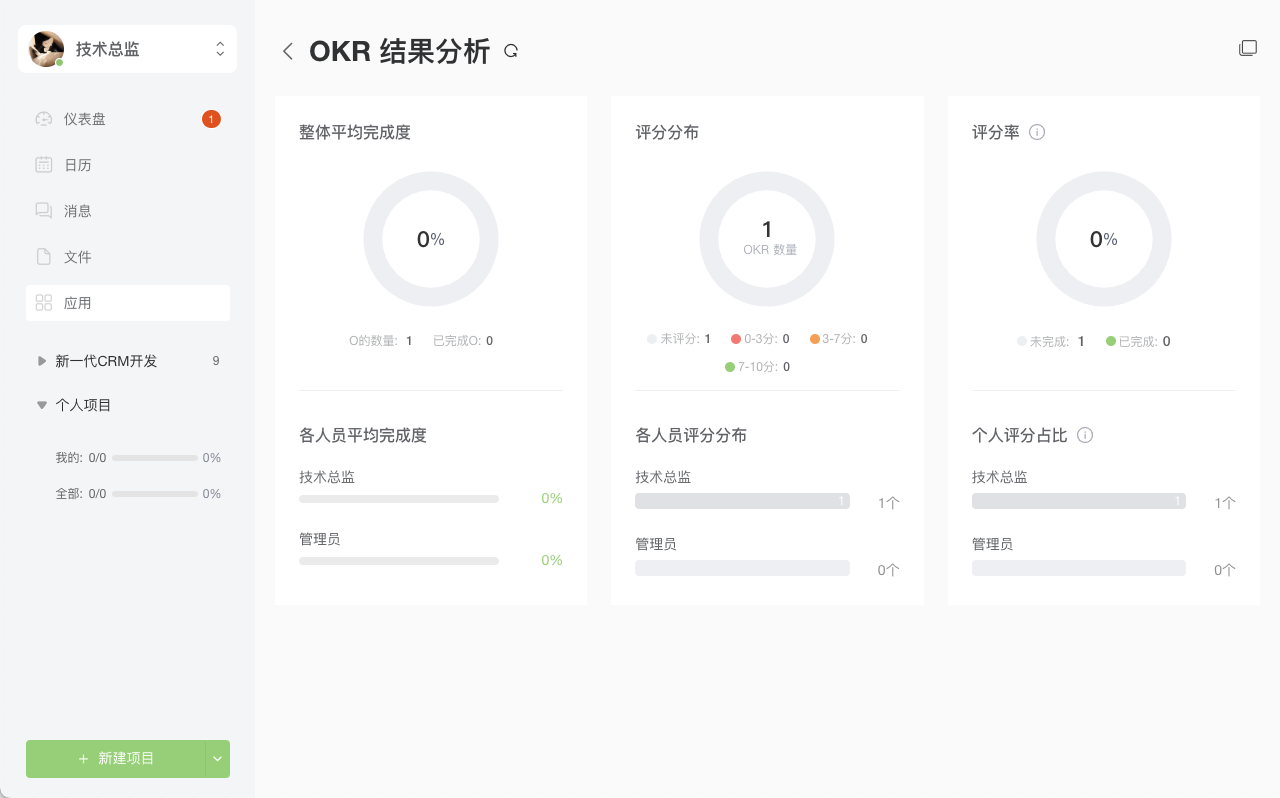 技术总监
仪表盘 1
日历
消息
文件
应用
新一代CRM开发 9
个人项目
我的: 0/0 0%
全部: 0/0 0%
+ 新建项目
OKR 结果分析
整体平均完成度
0%
O的数量: 1 已完成O: 0
各人员平均完成度
技术总监
0%
管理员
0%
评分分布
1
OKR 数量
未评分: 1 0-3分: 0 3-7分: 0
7-10分: 0
各人员评分分布
技术总监
1 1个
管理员
0个
评分率
0%
未完成: 1 已完成: 0
个人评分占比
技术总监
1 1个
管理员
0个